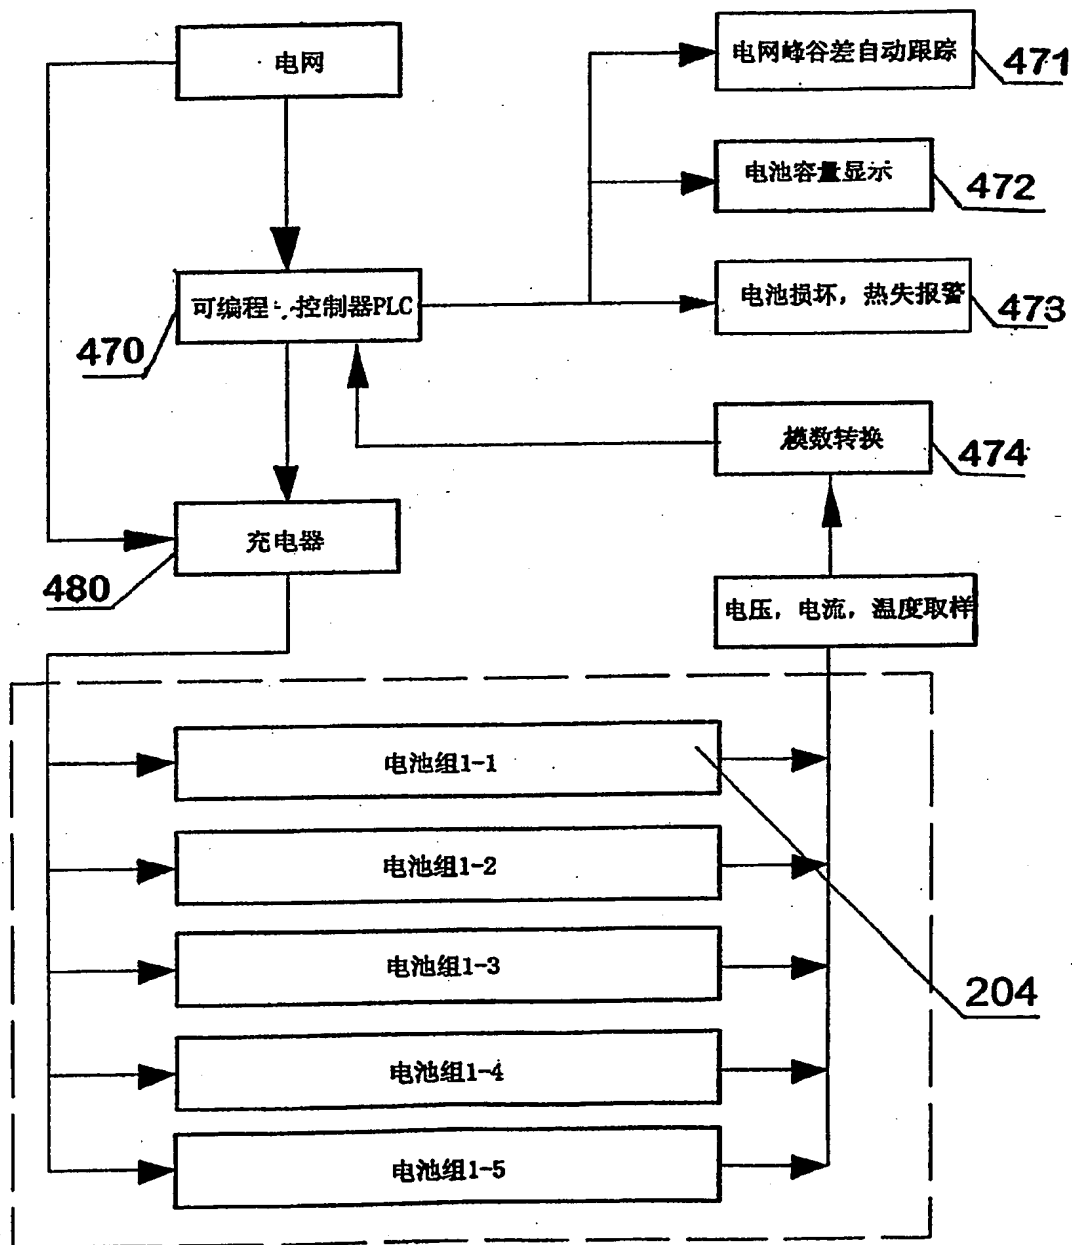 电网
电网峰谷差自动跟踪
471
电池容量显示
472
可编程 控制器PLC
470
电池损坏，热失报警
473
模数转换
474
充电器
480
电压，电流，温度取样
电池组1-1
电池组1-2
电池组1-3
204
电池组1-4
电池组1-5